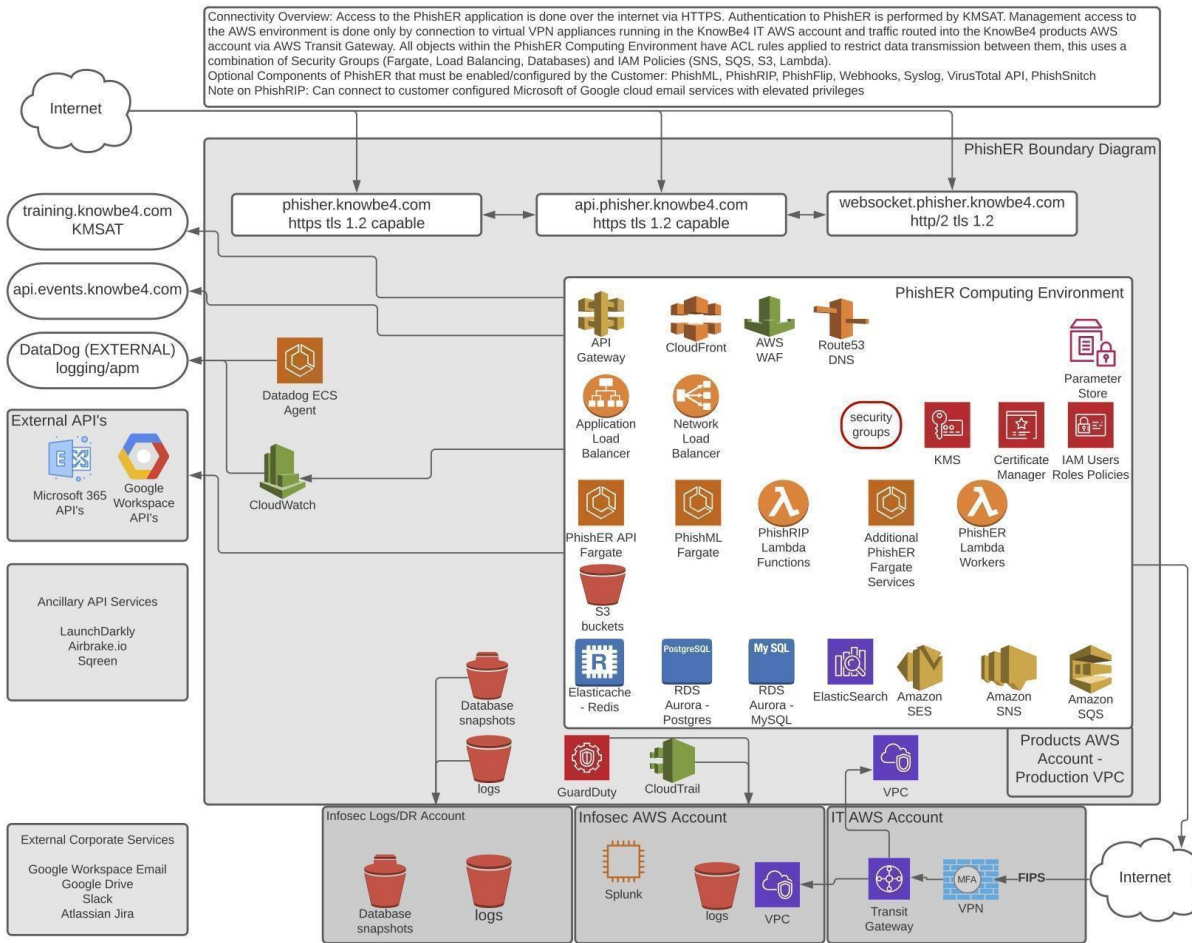 Connectivity Overview: Access to the PhishER application is done over the internet via HTTPS. Authentication to PhishER is performed by KMSAT. Management access to
the AWS environment is done only by connection to virtual VPN appliances running in the KnowBe4 IT AWS account and traffic routed into the KnowBe4 products AWS
account via AWS Transit Gateway. All objects within the PhishER Computing Environment have ACL rules applied to restrict data transmission between them, this uses a
combination of Security Groups (Fargate, Load Balancing, Databases) and IAM Policies (SNS, SQS, S3, Lambda).
Optional Components of PhishER that must be enabled/configured by the Customer: PhishML, PhishRIP, PhishFlip, Webhooks, Syslog, VirusTotal API, PhishSnitch
Note on PhishRIP: Can connect to customer configured Microsoft of Google cloud email services with elevated privileges
Internet
PhishER Boundary Diagram
phisher.knowbe4.com
https tls 1.2 capable
api.phisher.knowbe4.com
https tls 1.2 capable
websocket.phisher.knowbe4.com
http/2 tls 1.2
training.knowbe4.com
KMSAT
api.events.knowbe4.com
DataDog (EXTERNAL)
logging/apm
Datadog ECS
Agent
CloudWatch
External API's
Microsoft 365
API's
Google
Workspace
API's
PhishER Computing Environment
API
Gateway
CloudFront
AWS
WAF
Route53
DNS
Parameter
Store
Application
Load
Balancer
Network
Load
Balancer
security
groups
KMS
Certificate
Manager
IAM Users
Roles Policies
PhishER API
Fargate
PhishML
Fargate
PhishRIP
Lambda
Functions
Additional
PhishER
Fargate
Services
PhishER
Lambda
Workers
S3
buckets
R
Elasticache
- Redis
PostgreSQL
RDS
Aurora -
Postgres
My SQL
RDS
Aurora -
MySQL
ElasticSearch
Amazon
SES
Amazon
SNS
Amazon
SQS
Products AWS
Account -
Production VPC
Ancillary API Services
LaunchDarkly
Airbrake.io
Sqreen
Database
snapshots
logs
GuardDuty
CloudTrail
VPC
External Corporate Services
Google Workspace Email
Google Drive
Slack
Atlassian Jira
Infosec Logs/DR Account
Database
snapshots
logs
Infosec AWS Account
Splunk
logs
VPC
IT AWS Account
Transit
Gateway
MFA
VPN
FIPS
Internet